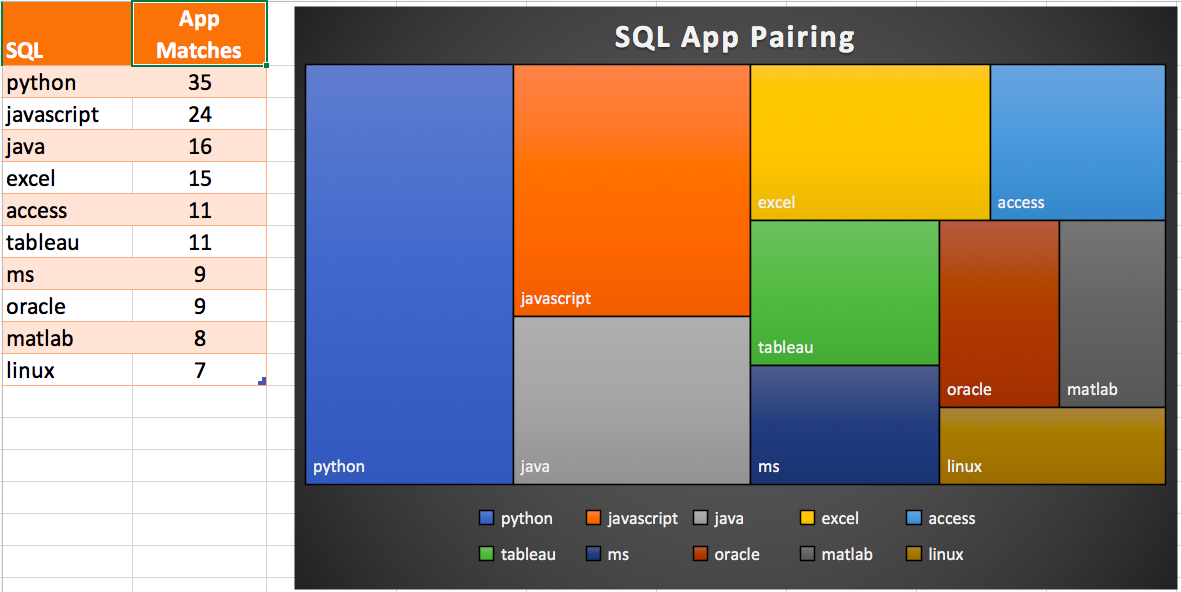 SQL App Matches
python 35
javascript 24
java 16
excel 15
access 11
tableau 11
ms 9
oracle 9
matlab 8
linux 7
SQL App Pairing
python
javascript
java
excel
access
tableau
ms
oracle
matlab
linux
python javascript java excel access
tableau ms oracle matlab linux